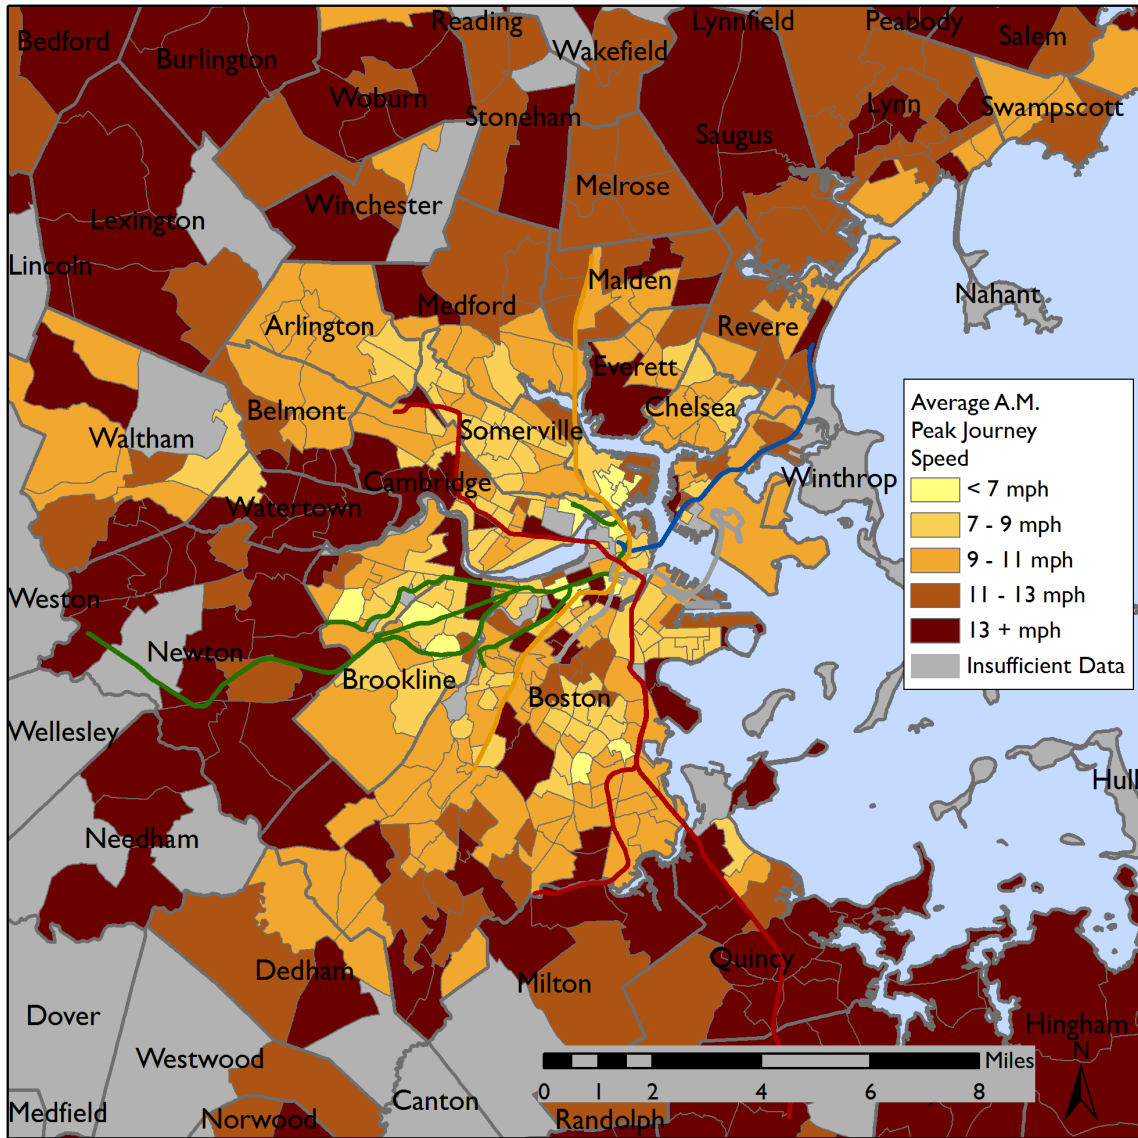 Reading
Lynnfield
Peabody
Bedford
Salem
Wakefield
Burlington
Woburn
Lynn
Swampscott
Stoneham
Saugus
Melrose
Winchester
Lexington
Lincoln
Malden
Nahant
Medford
Arlington
Revere
Everett
Chelsea
Belmont
Somerville
Waltham
Winthrop
Cambridge
Watertown
Average A.M.
Peak Journey
Speed
< 7 mph
7 - 9 mph
9 - 11 mph
11 - 13 mph
13 + mph
Insufficient Data
Weston
Newton
Brookline
Boston
Wellesley
Hull
Needham
Quincy
Dedham
Milton
Dover
Hingham
N
Westwood
Miles
0 1 2 4 6 8
Canton
Medfield
Norwood
Randolph